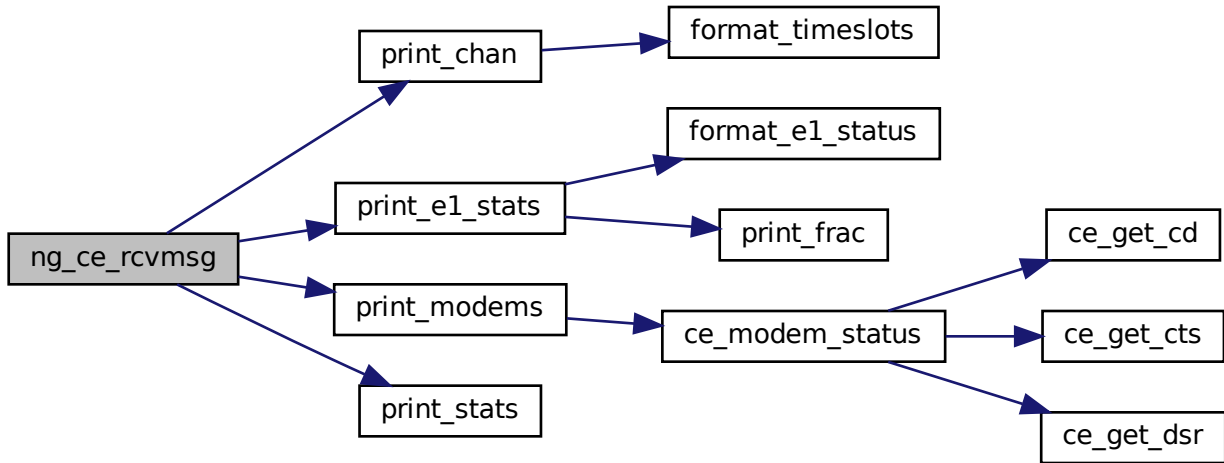 format_timeslots
print_chan
format_e1_status
print_e1_stats
print_frac
ce_get_cd
ng_ce_rcvmsg
print_modems
ce_modem_status
ce_get_cts
print_stats
ce_get_dsr